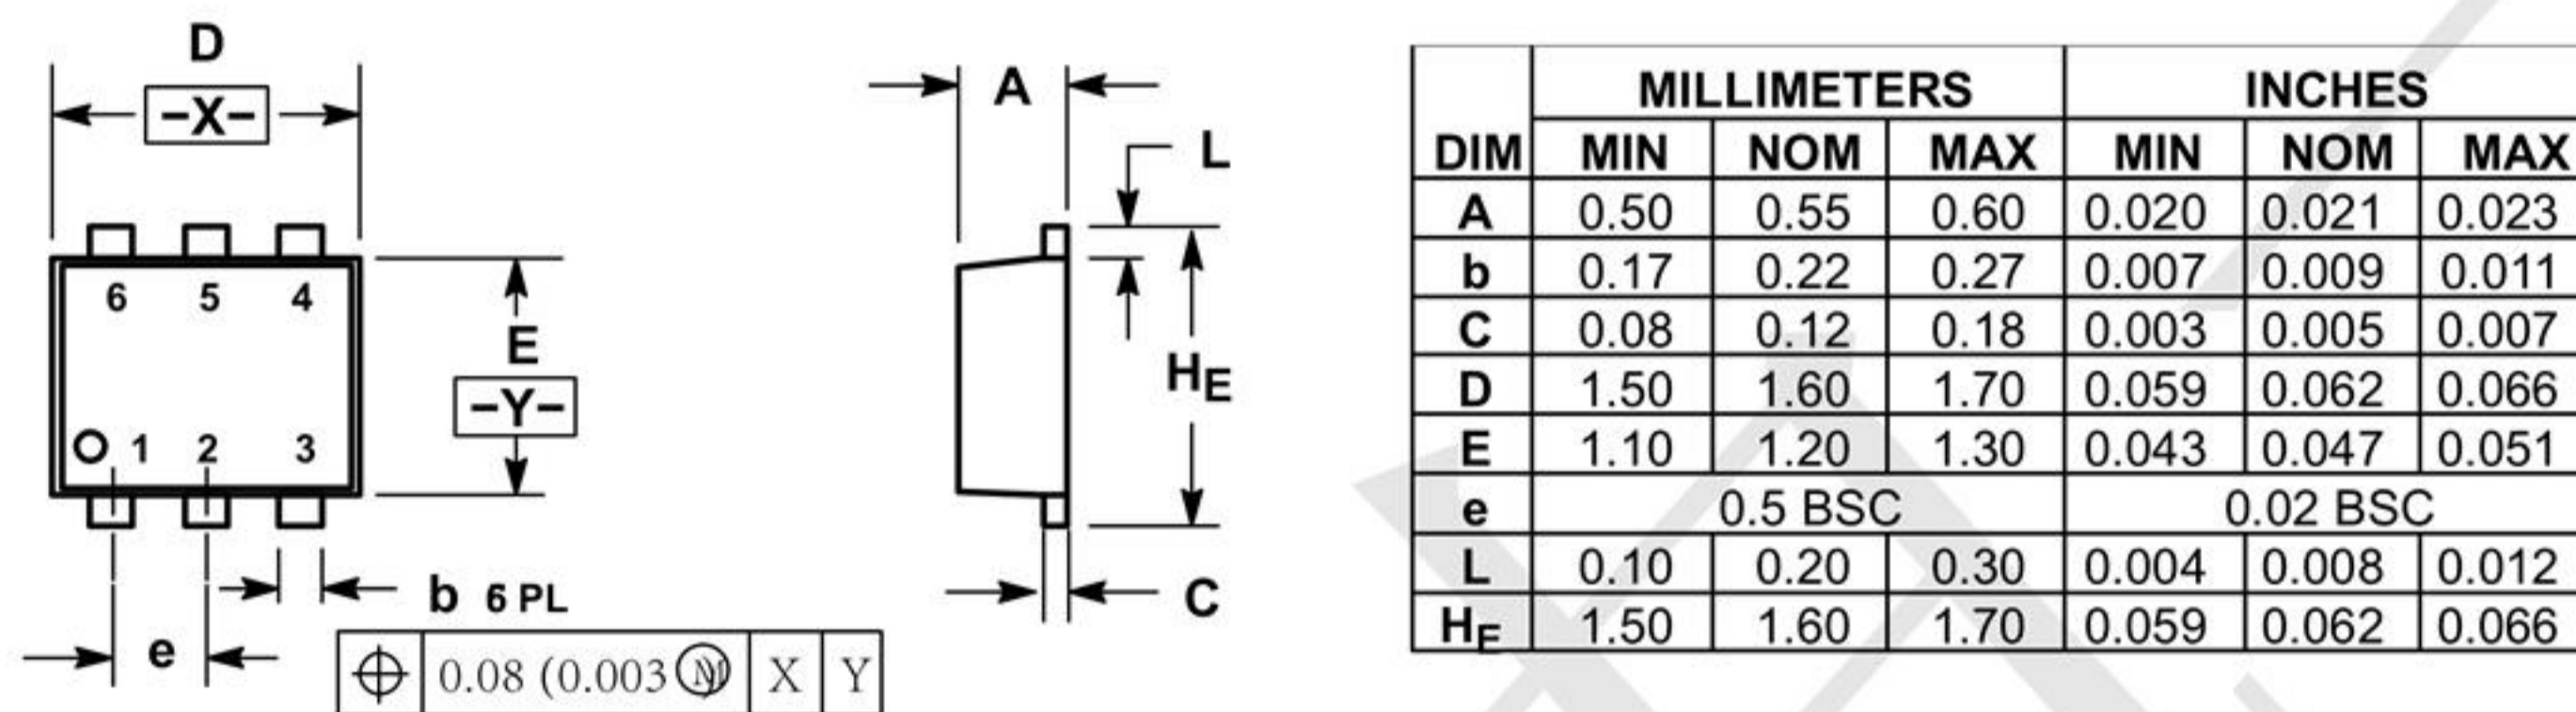 D
−X−
6 5 4
1 2 3
E
−Y−
e
b 6 PL
0.08 (0.003 M) X Y
A
L
HE
C
MILLIMETERS INCHES
DIM MIN NOM MAX MIN NOM MAX
A 0.50 0.55 0.60 0.020 0.021 0.023
b 0.17 0.22 0.27 0.007 0.009 0.011
C 0.08 0.12 0.18 0.003 0.005 0.007
D 1.50 1.60 1.70 0.059 0.062 0.066
E 1.10 1.20 1.30 0.043 0.047 0.051
e 0.5 BSC 0.02 BSC
L 0.10 0.20 0.30 0.004 0.008 0.012
HE 1.50 1.60 1.70 0.059 0.062 0.066